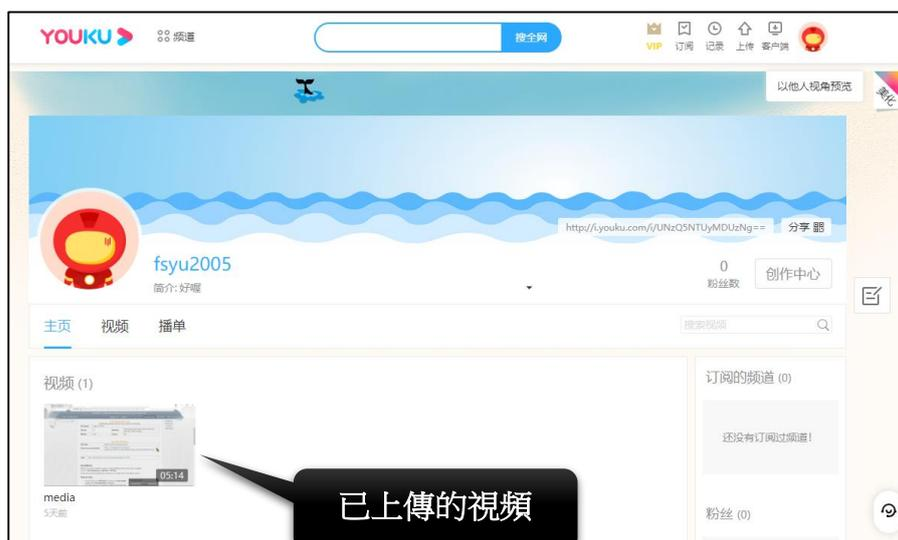 YOUKU
频道
搜全网
VIP 订阅 记录 上传 客户端
以他人视角预览
美化
http://i.youku.com/i/UNzQ5NTUyMDUzNg==
分享
fsyu2005
简介:好喔
0
粉丝数
创作中心
主页 视频 播单
搜索视频
视频 (1)
05:14
media
5天前
已上傳的視頻
订阅的频道 (0)
还没有订阅过频道!
粉丝 (0)